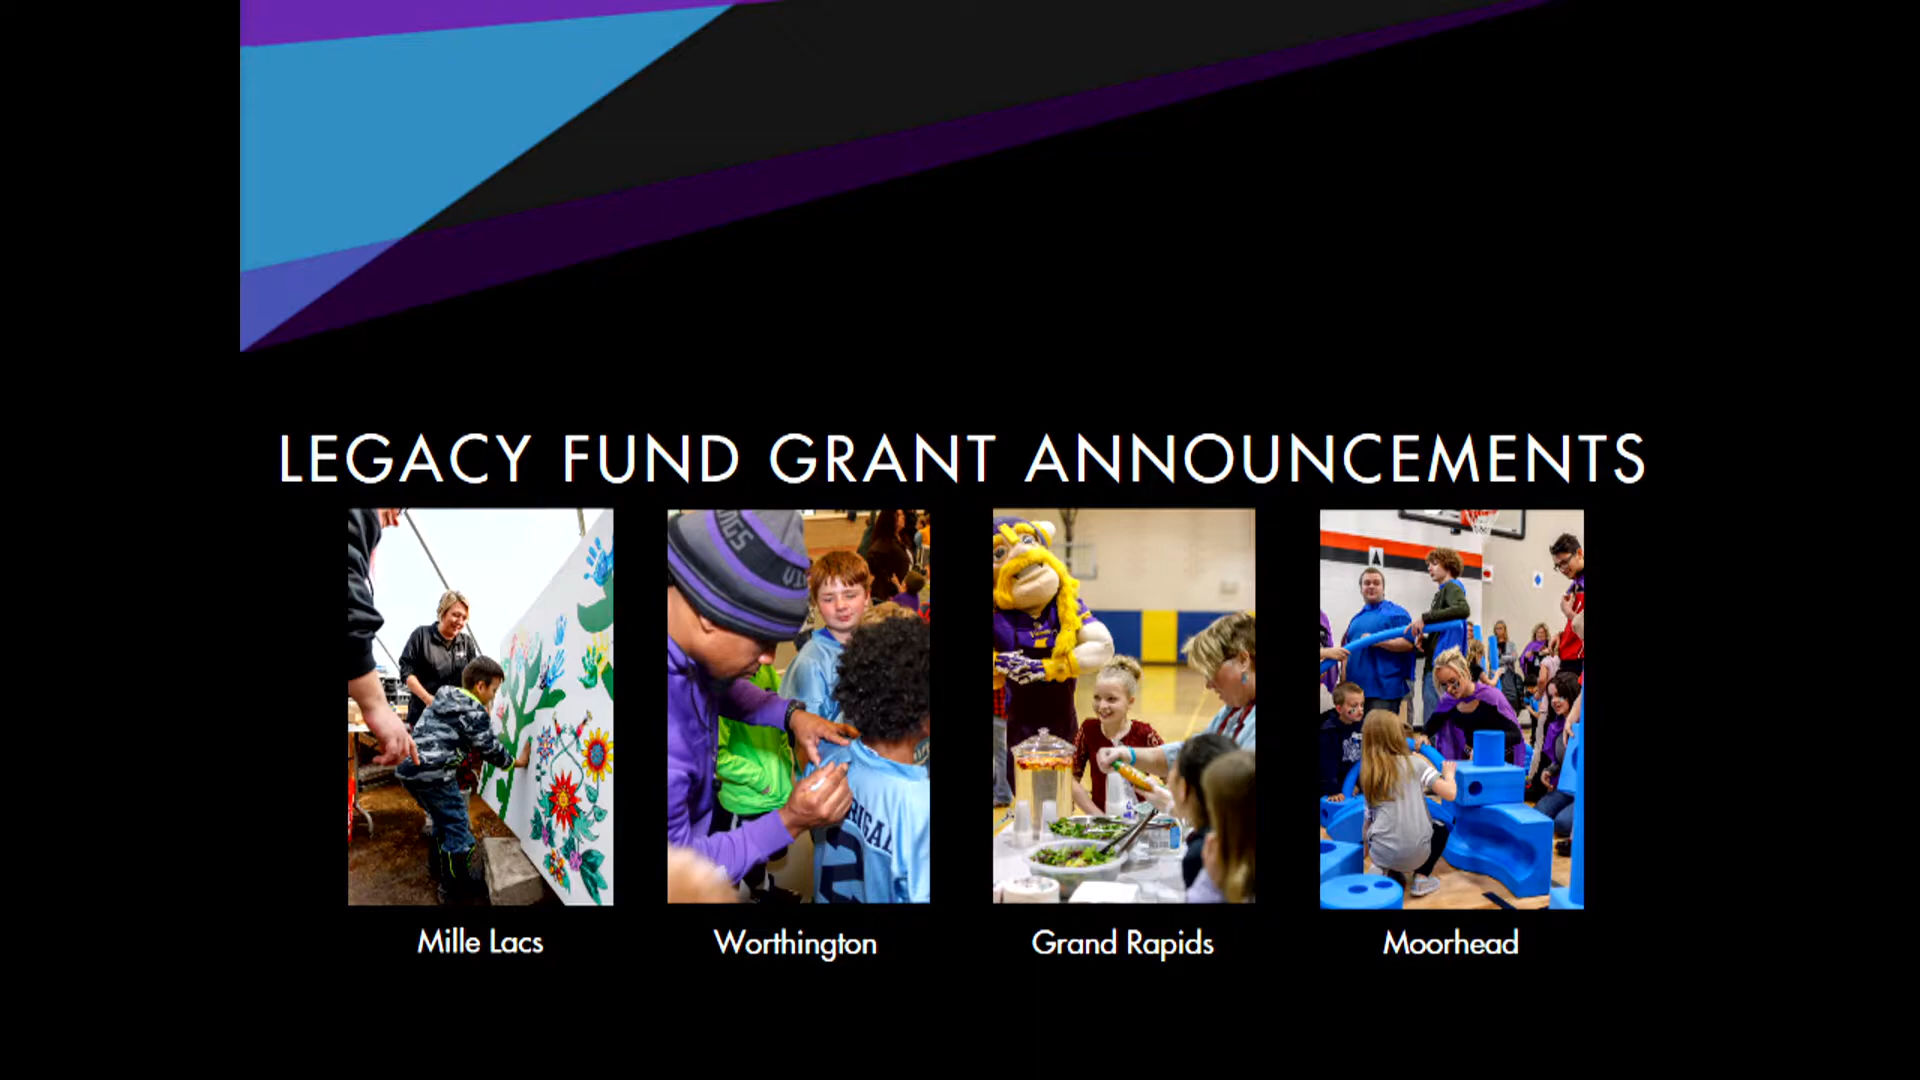 LEGACY FUND GRANT ANNOUNCEMENTS
Mille Lacs
Worthington
Grand Rapids
Moorhead